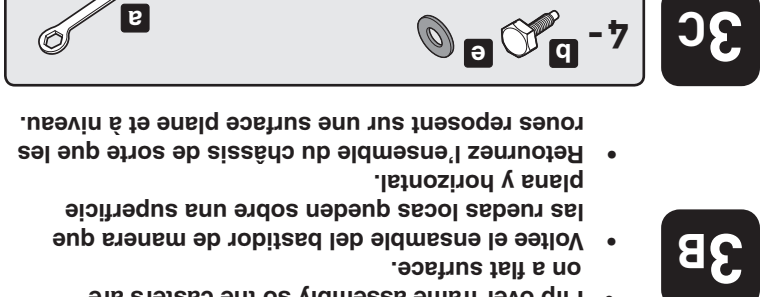 3B
• Flip over frame assembly so the casters are
on a flat surface.
• Voltee el ensamble del bastidor de manera que
las ruedas locas queden sobre una superficie
plana y horizontal.
• Retournez l’ensemble du châssis de sorte que les
roues reposent sur une surface plane et à niveau.
3C
4- b e a